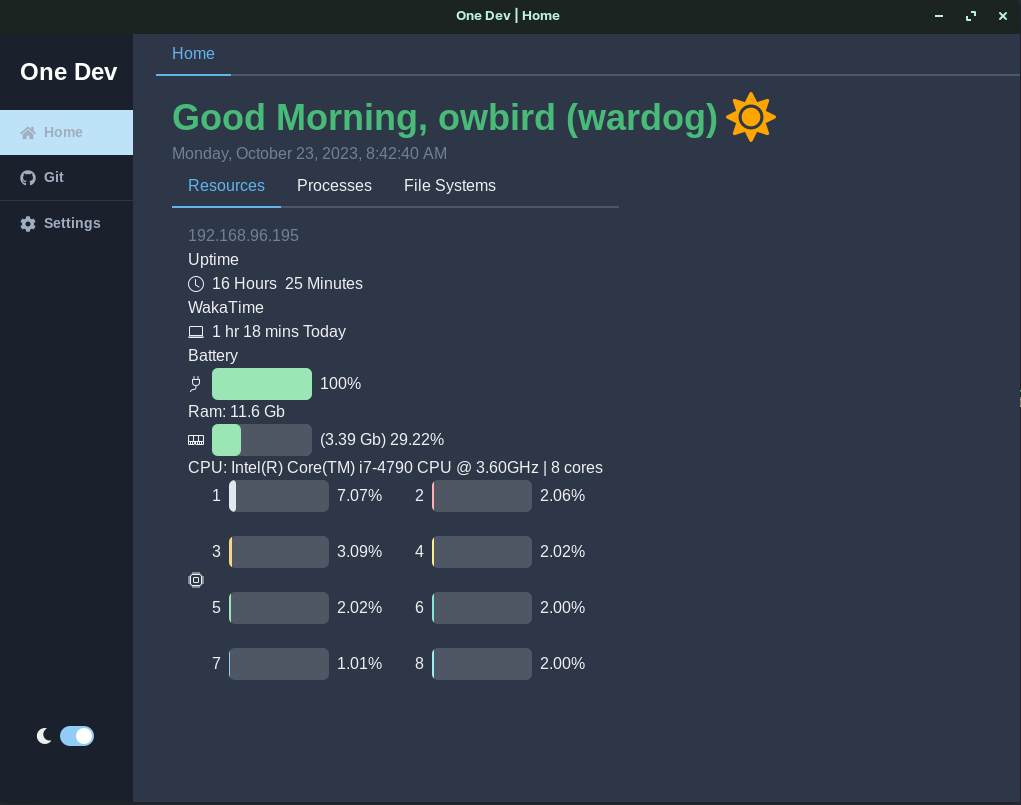 One Dev | Home
One Dev
Home
Git
Settings
Home
Good Morning, owbird (wardog)
Monday, October 23, 2023, 8:42:40 AM
Resources Processes File Systems
192.168.96.195
Uptime
16 Hours 25 Minutes
WakaTime
1 hr 18 mins Today
Battery
100%
Ram: 11.6 Gb
(3.39 Gb) 29.22%
CPU: Intel(R) Core(TM) i7-4790 CPU @ 3.60GHz | 8 cores
1 7.07% 2 2.06%
3 3.09% 4 2.02%
5 2.02% 6 2.00%
7 1.01% 8 2.00%